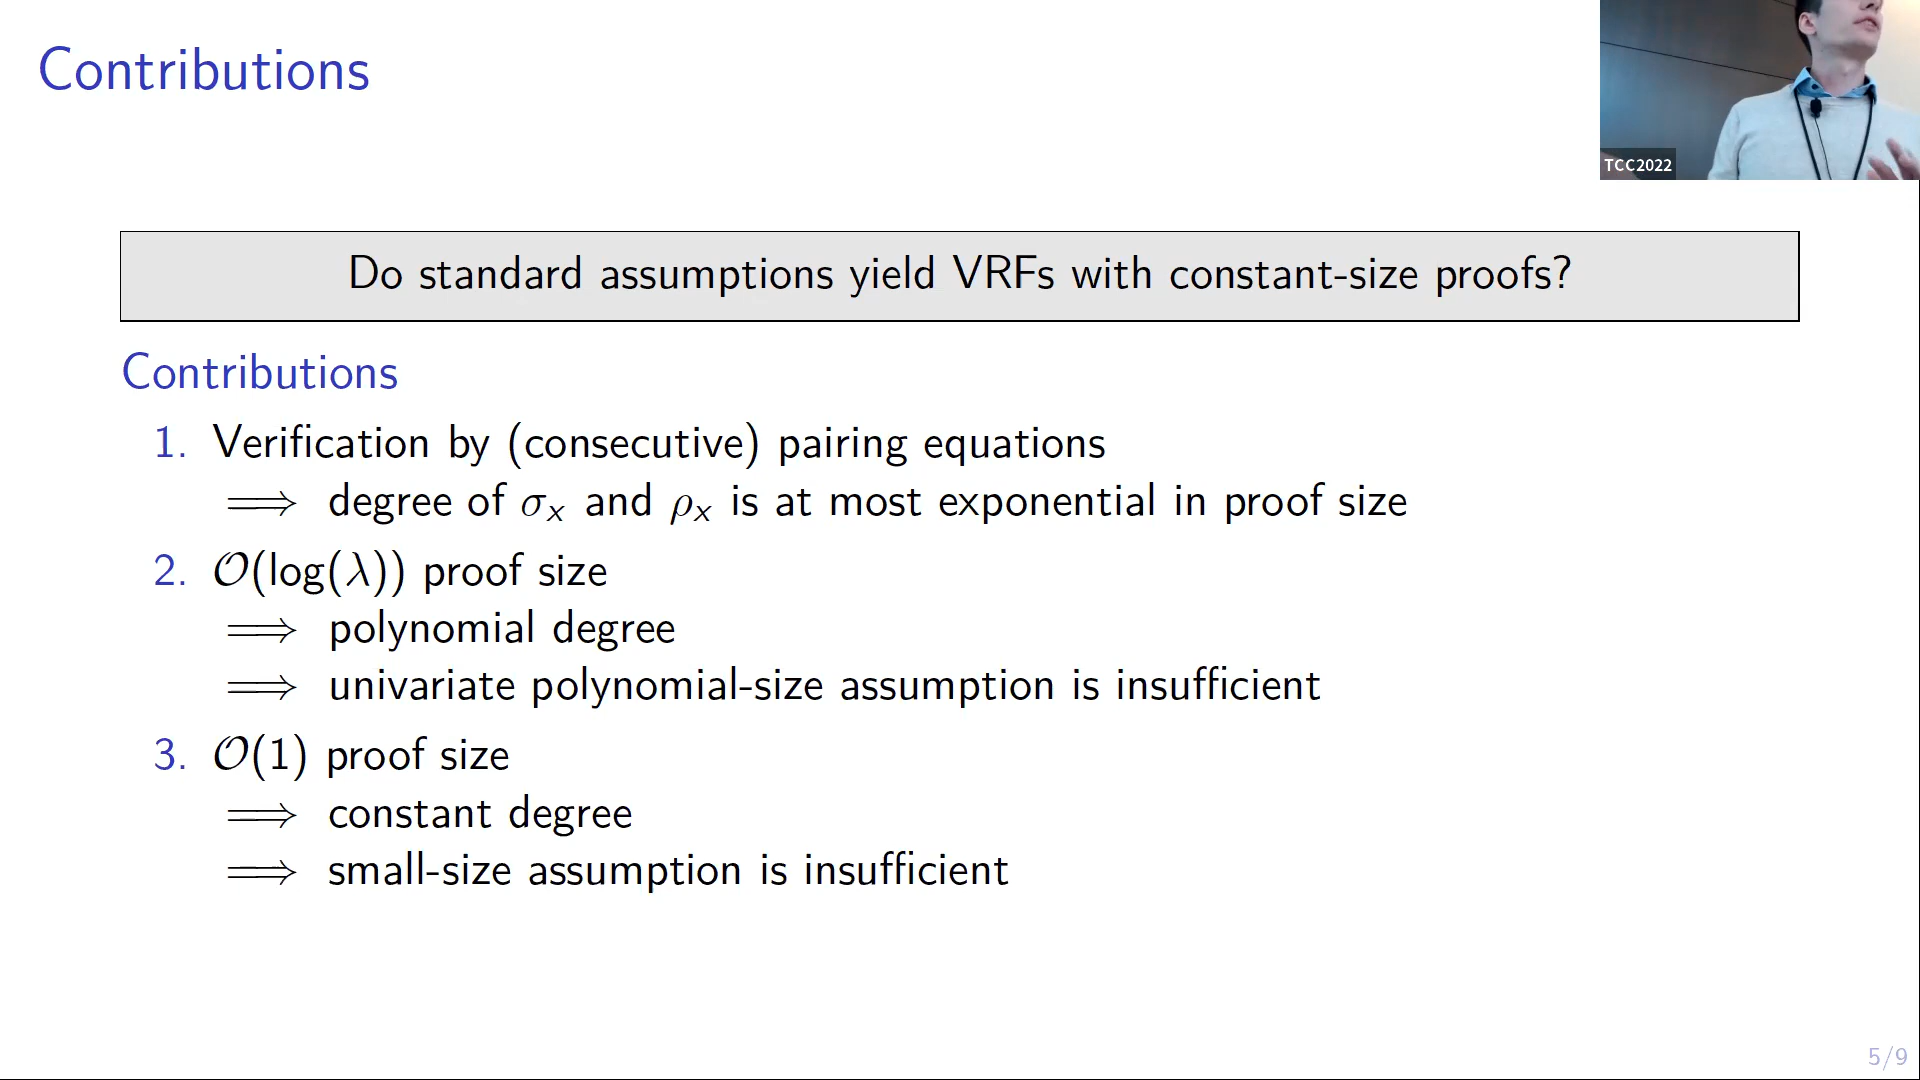 Contributions
TCC2022
Do standard assumptions yield VRFs with constant-size proofs?
Contributions
1. Verification by (consecutive) pairing equations
⟹ degree of σₓ and ρₓ is at most exponential in proof size
2. 𝒪(log(λ)) proof size
⟹ polynomial degree
⟹ univariate polynomial-size assumption is insufficient
3. 𝒪(1) proof size
⟹ constant degree
⟹ small-size assumption is insufficient
5/9